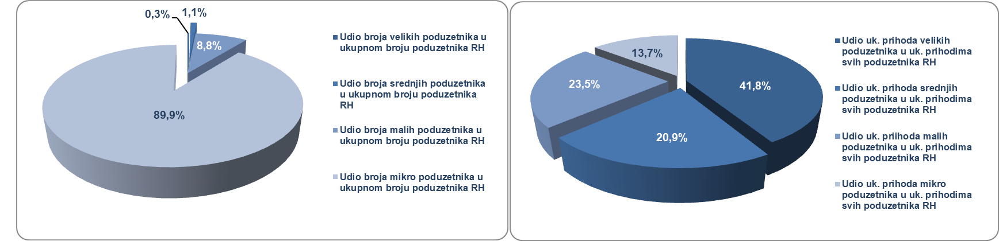 0,3%
1,1%
8,8%
89,9%
Udio broja velikih poduzetnika u
ukupnom broju poduzetnika RH
Udio broja srednjih poduzetnika
u ukupnom broju poduzetnika
RH
Udio broja malih poduzetnika u
ukupnom broju poduzetnika RH
Udio broja mikro poduzetnika u
ukupnom broju poduzetnika RH
13,7%
23,5%
41,8%
20,9%
Udio uk. prihoda velikih
poduzetnika u uk. prihodima
svih poduzetnika RH
Udio uk. prihoda srednjih
poduzetnika u uk. prihodima
svih poduzetnika RH
Udio uk. priihoda malih
poduzetnika u uk. prihodima
svih poduzetnika RH
Udio uk. prihoda mikro
poduzetnika u uk. prihodima
svih poduzetnika RH